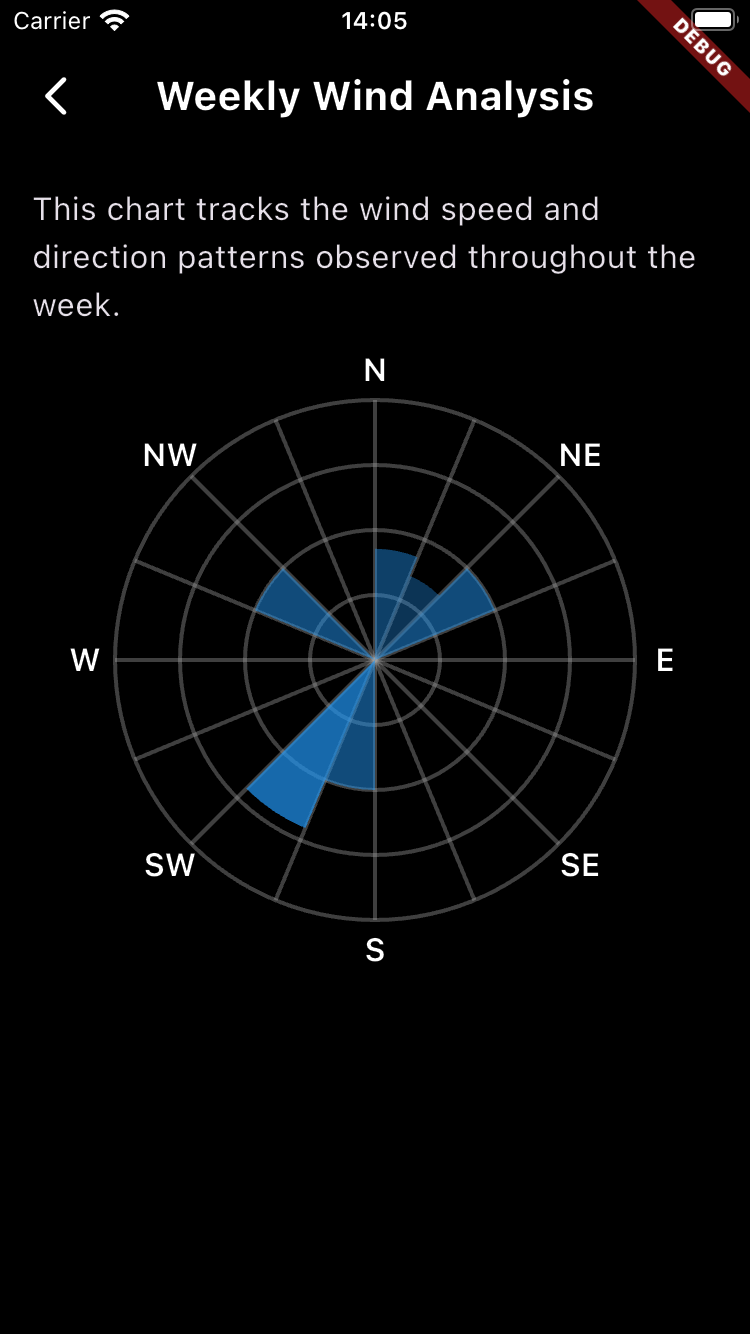 Carrier 14:05
DEBUG
Weekly Wind Analysis
This chart tracks the wind speed and
direction patterns observed throughout the
week.
N
NW NE
W E
SW SE
S